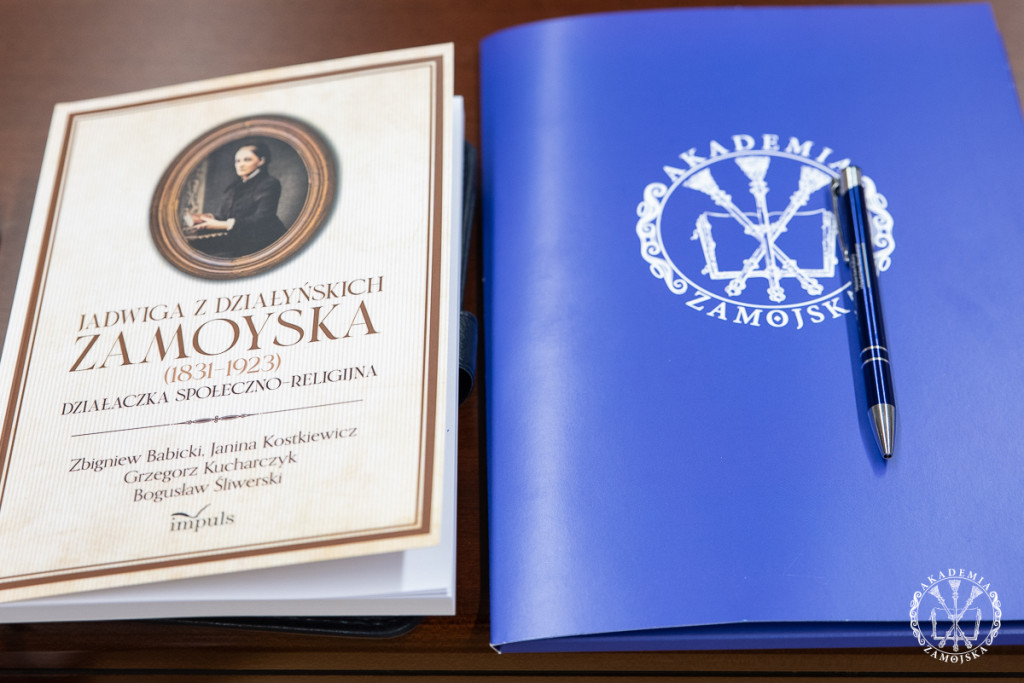 JADWIGA Z DZIAŁYŃSKICH
ZAMOYSKA
(1831–1923)
DZIAŁACZKA SPOŁECZNO-RELIGIJNA
Zbigniew Babicki, Janina Kostkiewicz
Grzegorz Kucharczyk
Bogusław Śliwerski
impuls
AKADEMIA
ZAMOJSK
AKADEMIA
ZAMOJSKA